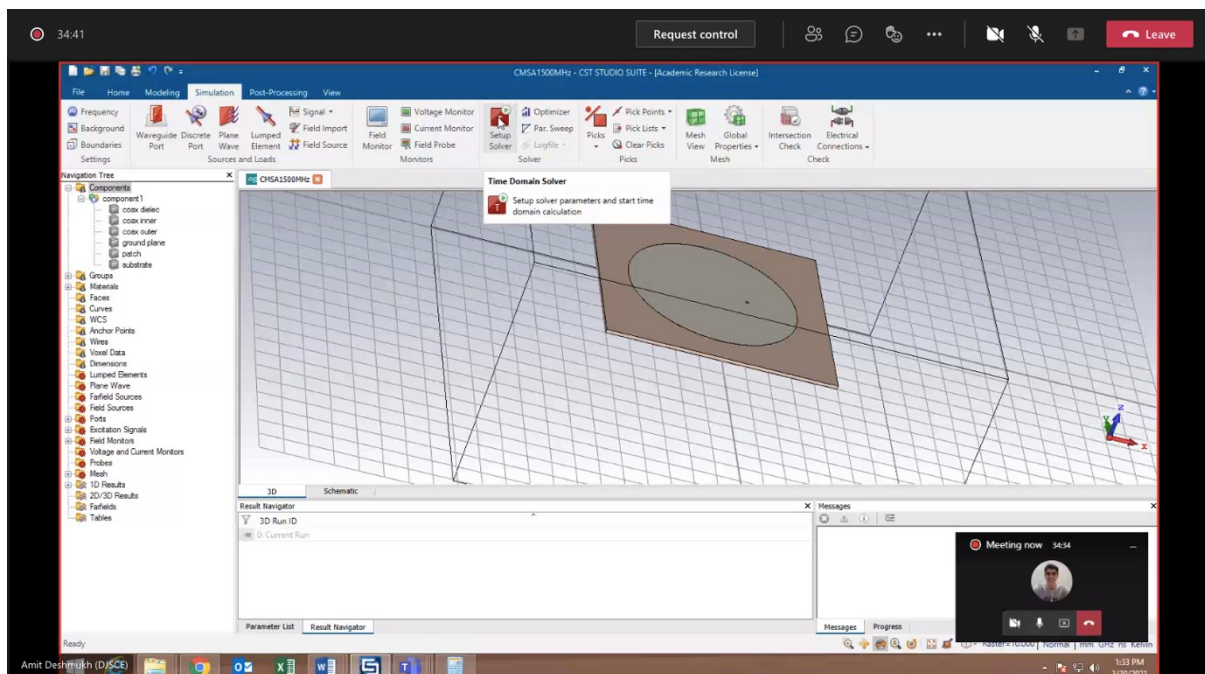 34:41
Request control
Leave
CMSA1500MHz - CST STUDIO SUITE - [Academic Research License]
File Home Modeling Simulation Post-Processing View
Frequency
Background
Boundaries
Settings
Waveguide Port
Discrete Port
Plane Wave
Lumped Element
Signal
Field Import
Field Source
Sources and Loads
Field Monitor
Voltage Monitor
Current Monitor
Field Probe
Monitors
Setup Solver
Optimizer
Par. Sweep
Logfile
Solver
Picks
Pick Points
Pick Lists
Clear Picks
Picks
Mesh View
Global Properties
Mesh
Intersection Check
Electrical Connections
Check
Navigation Tree
CMSA1500MHz
Time Domain Solver
Setup solver parameters and start time
domain calculation
Components
component1
coax dielec
coax inner
coax outer
ground plane
patch
substrate
Groups
Materials
Faces
Curves
WCS
Anchor Points
Wires
Voxel Data
Dimensions
Lumped Elements
Plane Wave
Farfield Sources
Field Sources
Ports
Excitation Signals
Field Monitors
Voltage and Current Monitors
Probes
Mesh
1D Results
2D/3D Results
Farfields
Tables
z
y
x
3D Schematic
Result Navigator
3D Run ID
0: Current Run
Messages
Meeting now 34:34
Parameter List Result Navigator
Messages Progress
Ready
Raster=10.000 Normal mm GHz ns Kelvin
Amit Deshmukh (DJSCE)
1:33 PM